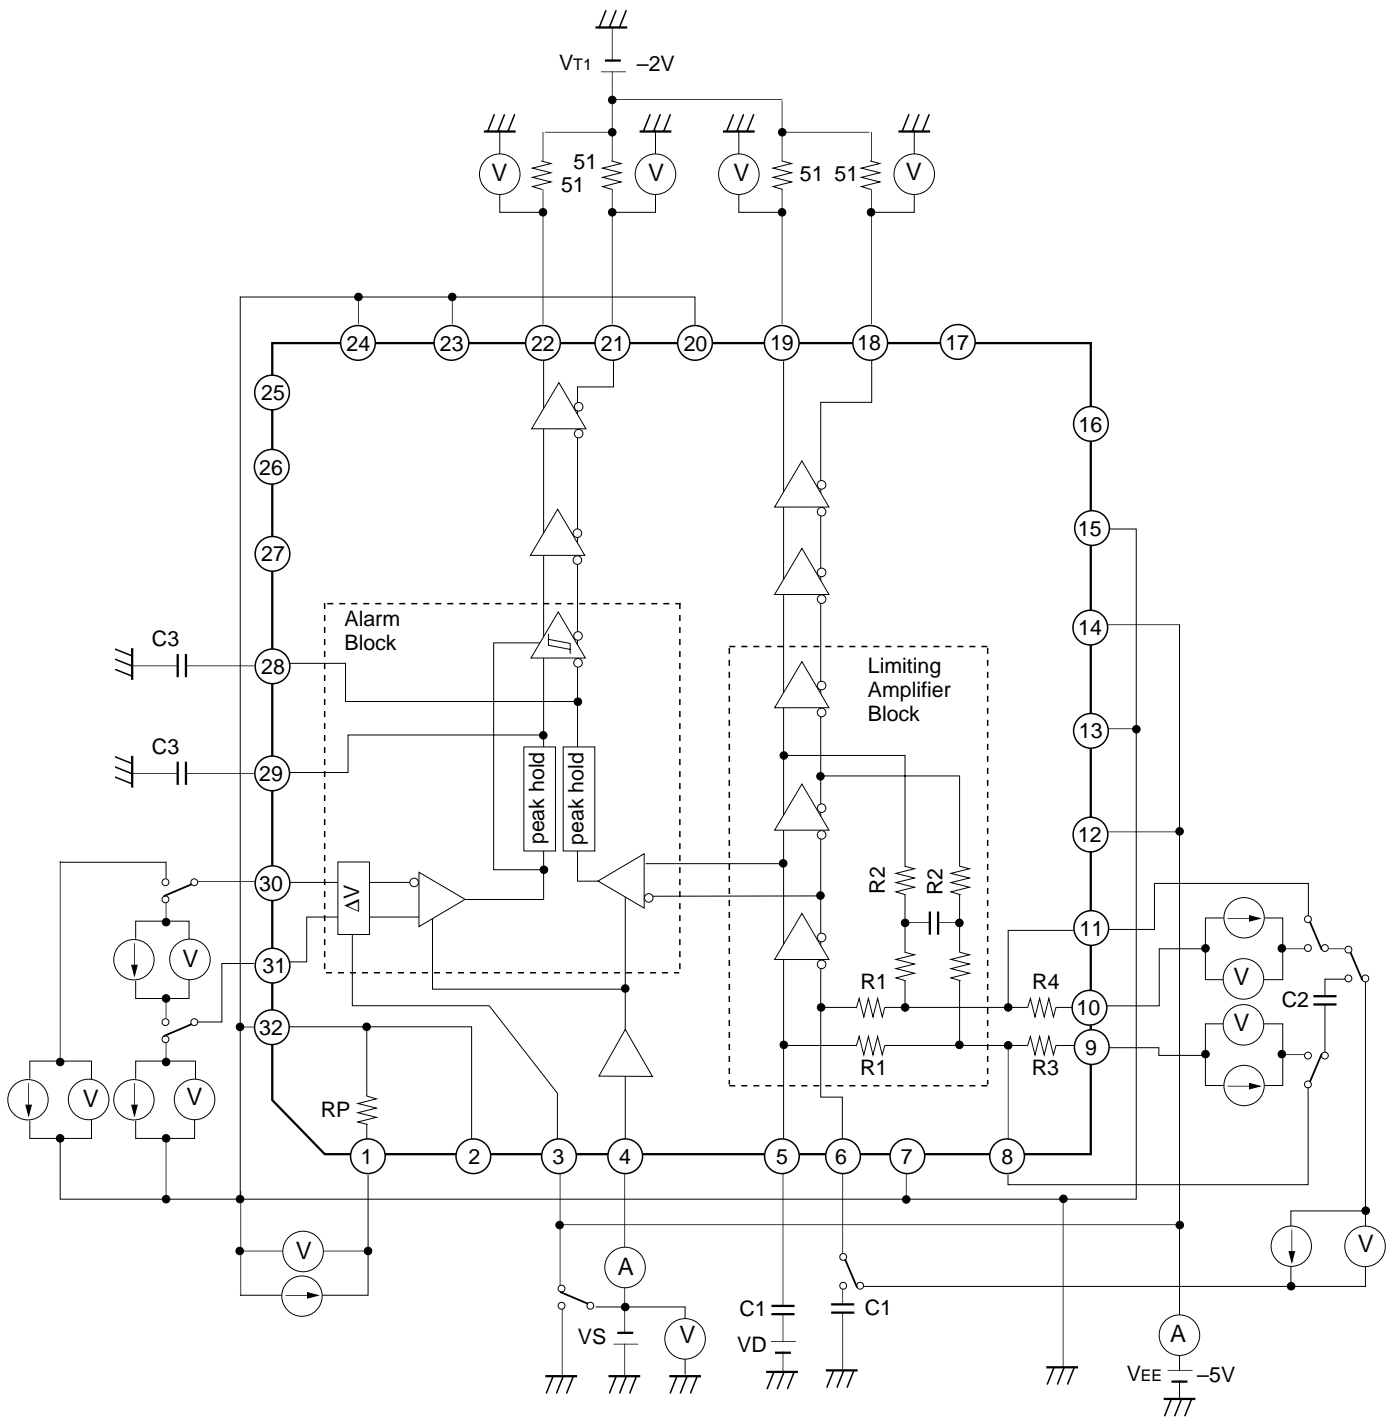 VT1
–2V
V
51
51
V
V
51
51
V
24
23
22
21
20
19
18
17
25
16
26
15
27
Alarm
Block
14
C3
28
Limiting
Amplifier
Block
13
C3
29
peak hold
peak hold
12
30
ΔV
R2
R2
11
V
31
V
R1
R4
10
C2
32
V
R1
R3
9
V
V
RP
1
2
3
4
5
6
7
8
V
A
V
C1
C1
VS
V
VD
A
VEE
–5V